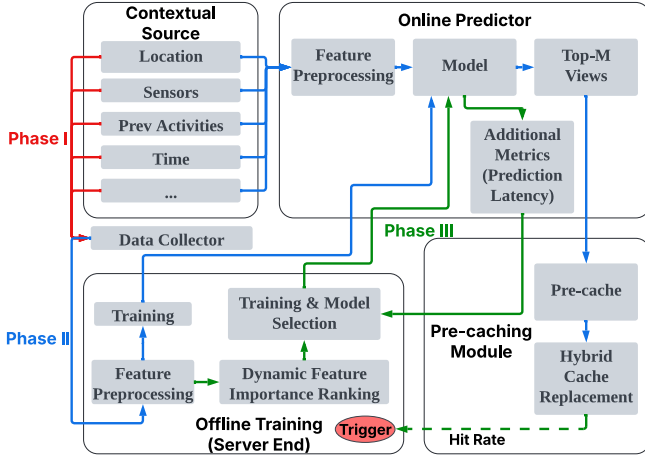 Contextual
Source
Location
Sensors
Prev Activities
Time
...
Phase I
Data Collector
Online Predictor
Feature
Preprocessing
Model
Top-M
Views
Additional
Metrics
(Prediction
Latency)
Phase III
Phase II
Training
Training & Model
Selection
Feature
Preprocessing
Dynamic Feature
Importance Ranking
Offline Training
(Server End)
Trigger
Pre-cache
Pre-caching
Module
Hybrid
Cache
Replacement
Hit Rate